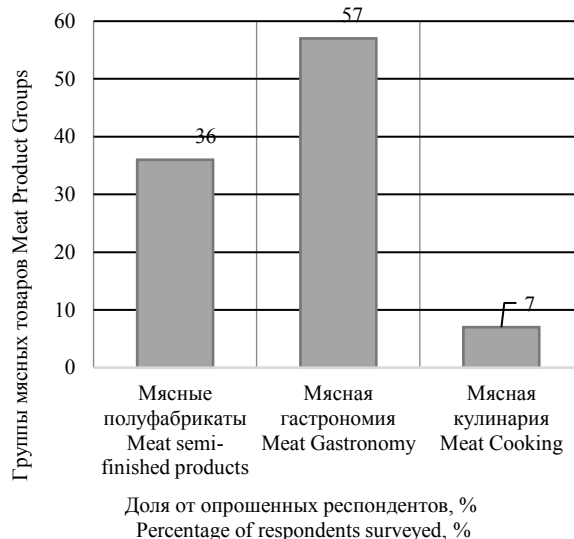 Группы мясных товаров Meat Product Groups
60
50
40
30
20
10
0
36
57
7
Мясные
полуфабрикаты
Meat semi-
finished products
Мясная
гастрономия
Meat Gastronomy
Мясная
кулинария
Meat Cooking
Доля от опрошенных респондентов, %
Percentage of respondents surveyed, %